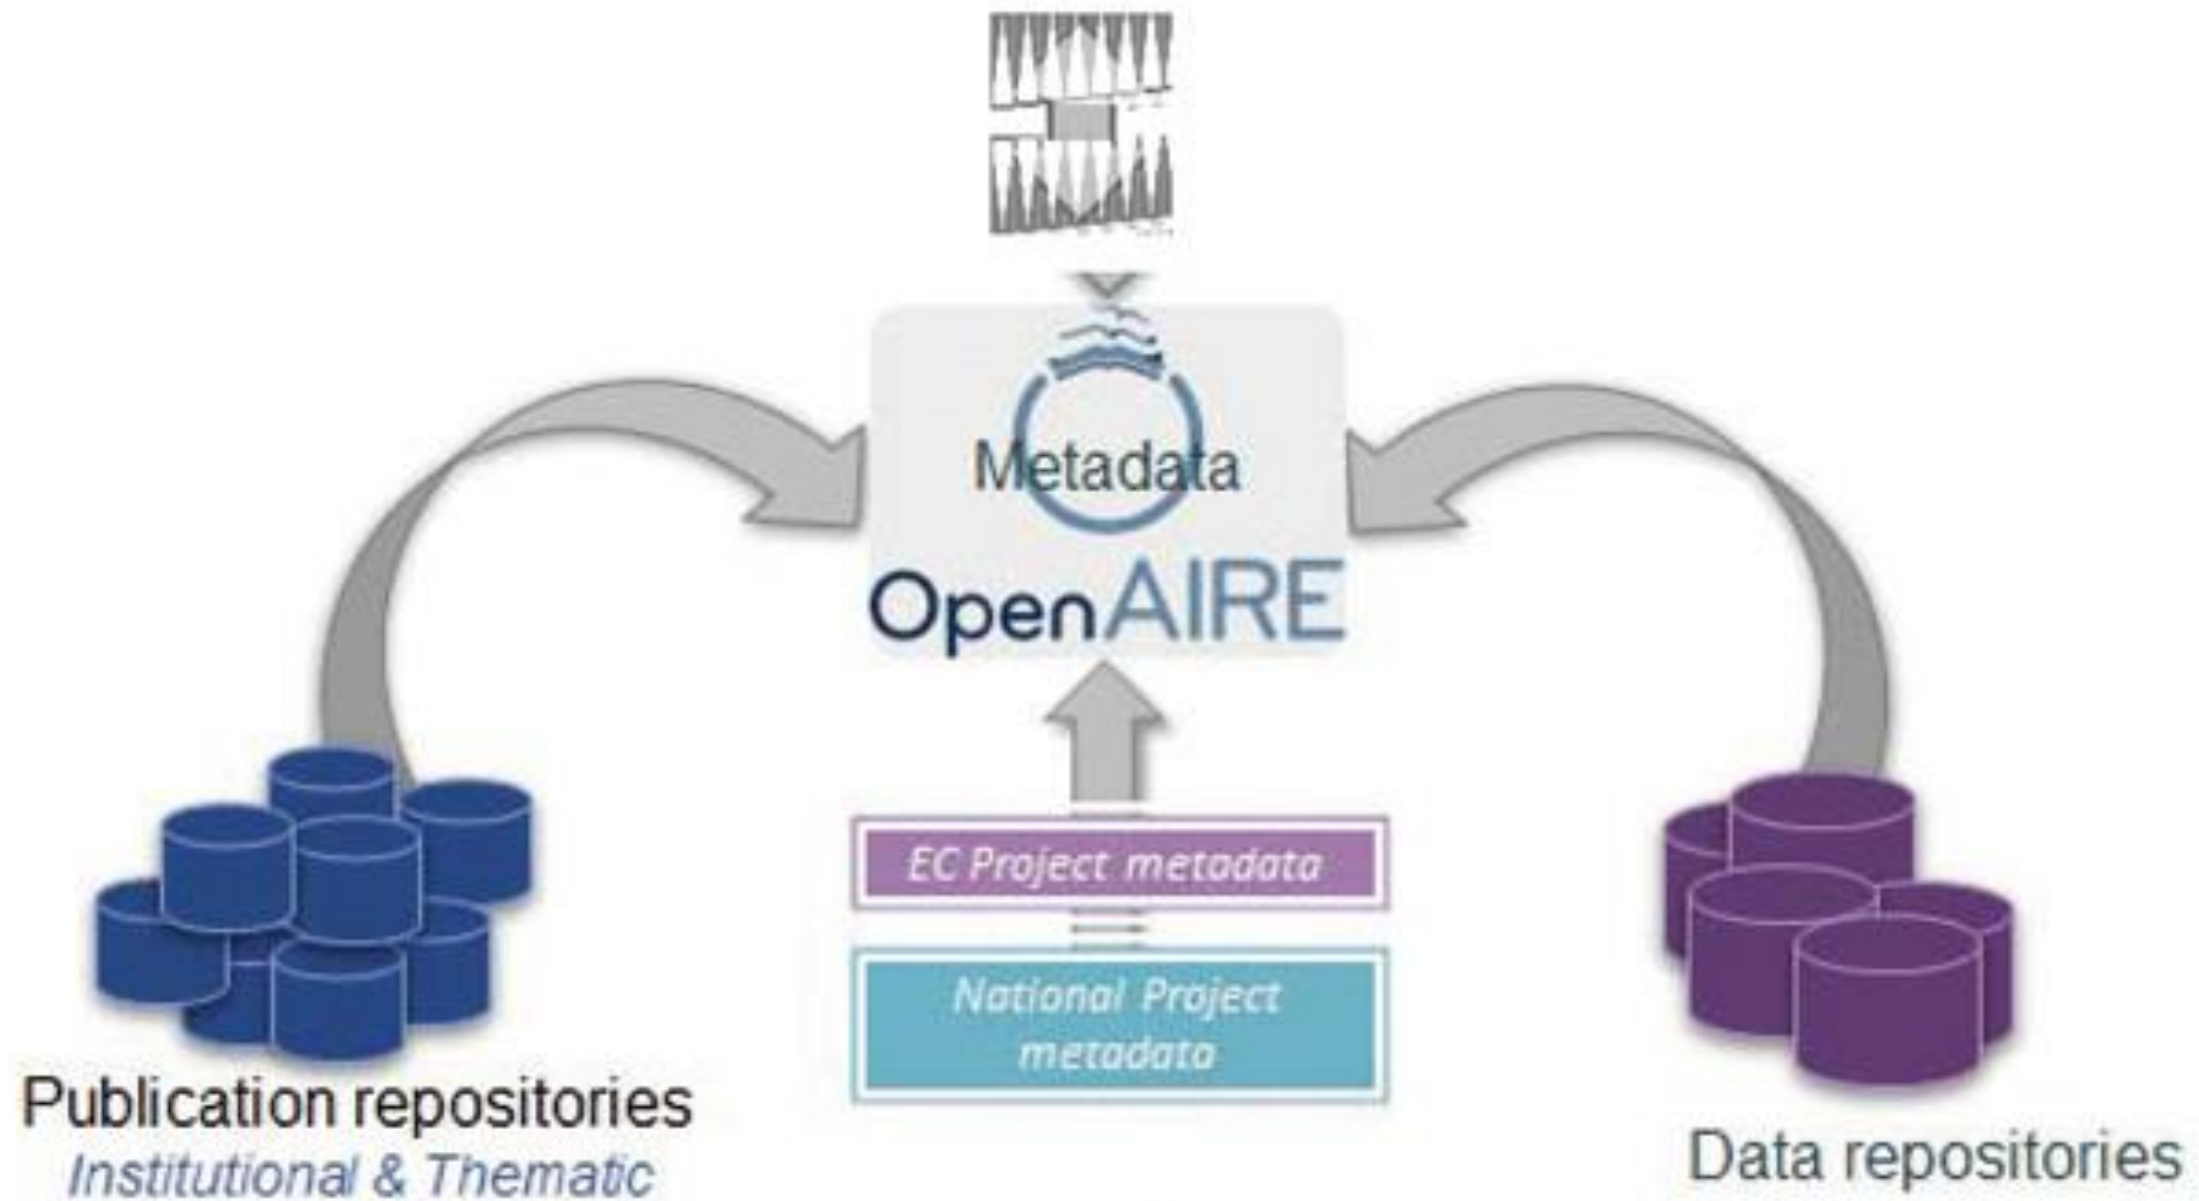 Metadata
OpenAIRE
EC Project metadata
National Project
metadata
Publication repositories
Institutional & Thematic
Data repositories